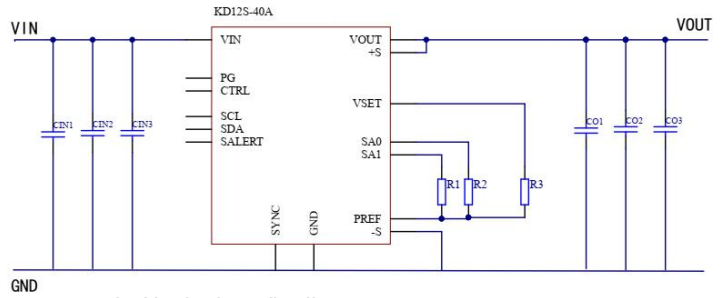 KD12S-40A
VIN
VOUT
VIN
VOUT
+S
PG
CTRL
VSET
CIN1
CIN2
CIN3
SCL
SDA
SALERT
CO1
CO2
CO3
SA0
SA1
R1
R2
R3
SYNC
GND
PREF
-S
GND